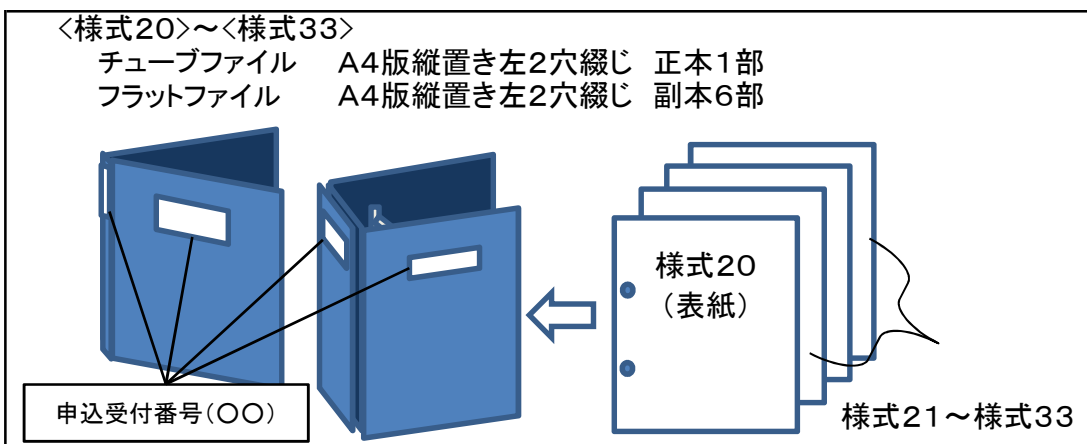 <様式20>~<様式33>
チューブファイル A4版縦置き左2穴綴じ 正本1部
フラットファイル A4版縦置き左2穴綴じ 副本6部
様式20
(表紙)
申込受付番号(○○)
様式21~様式33